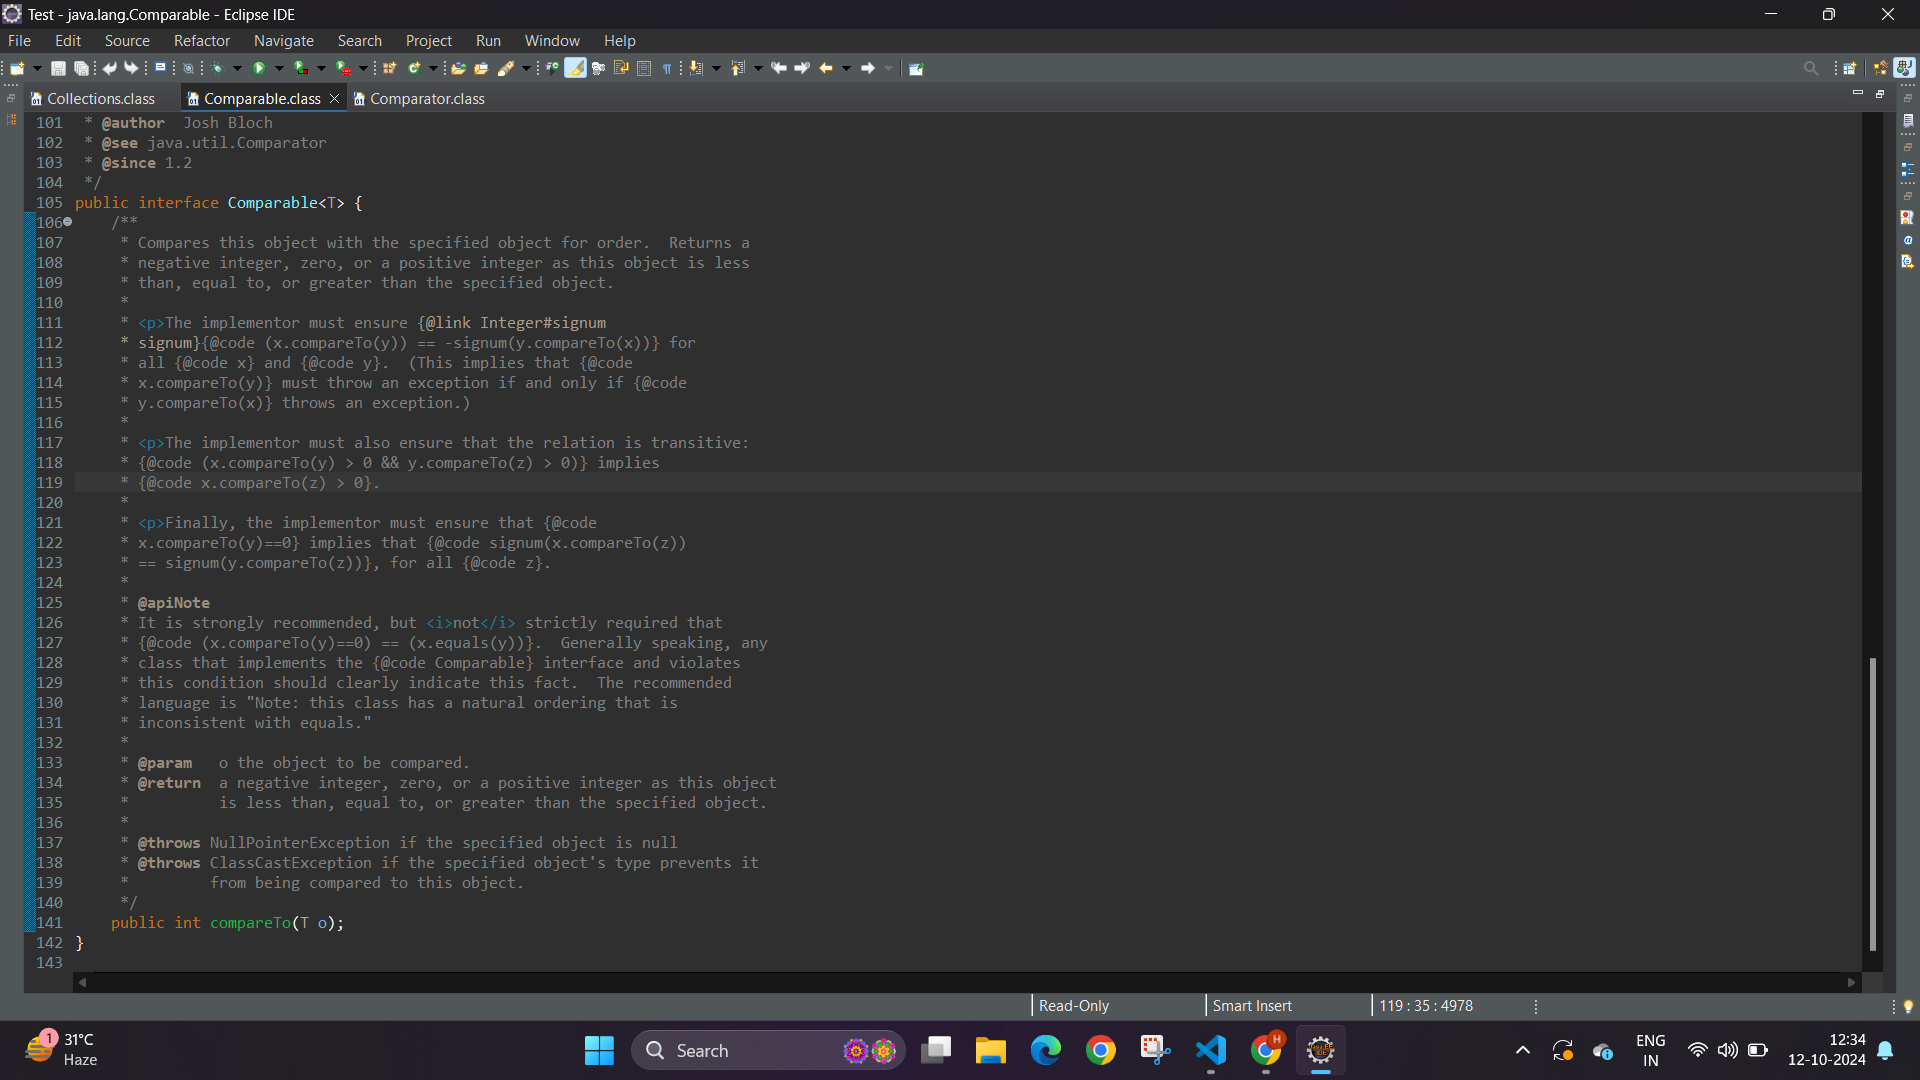 Test - java.lang.Comparable - Eclipse IDE
File Edit Source Refactor Navigate Search Project Run Window Help
Collections.class Comparable.class Comparator.class
101  * @author  Josh Bloch
102  * @see java.util.Comparator
103  * @since 1.2
104  */
105 public interface Comparable<T> {
106     /**
107      * Compares this object with the specified object for order.  Returns a
108      * negative integer, zero, or a positive integer as this object is less
109      * than, equal to, or greater than the specified object.
110      *
111      * <p>The implementor must ensure {@link Integer#signum
112      * signum}{@code (x.compareTo(y)) == -signum(y.compareTo(x))} for
113      * all {@code x} and {@code y}.  (This implies that {@code
114      * x.compareTo(y)} must throw an exception if and only if {@code
115      * y.compareTo(x)} throws an exception.)
116      *
117      * <p>The implementor must also ensure that the relation is transitive:
118      * {@code (x.compareTo(y) > 0 && y.compareTo(z) > 0)} implies
119      * {@code x.compareTo(z) > 0}.
120      *
121      * <p>Finally, the implementor must ensure that {@code
122      * x.compareTo(y)==0} implies that {@code signum(x.compareTo(z))
123      * == signum(y.compareTo(z))}, for all {@code z}.
124      *
125      * @apiNote
126      * It is strongly recommended, but <i>not</i> strictly required that
127      * {@code (x.compareTo(y)==0) == (x.equals(y))}.  Generally speaking, any
128      * class that implements the {@code Comparable} interface and violates
129      * this condition should clearly indicate this fact.  The recommended
130      * language is "Note: this class has a natural ordering that is
131      * inconsistent with equals."
132      *
133      * @param   o the object to be compared.
134      * @return  a negative integer, zero, or a positive integer as this object
135      *          is less than, equal to, or greater than the specified object.
136      *
137      * @throws NullPointerException if the specified object is null
138      * @throws ClassCastException if the specified object's type prevents it
139      *         from being compared to this object.
140      */
141     public int compareTo(T o);
142 }
143
Read-Only Smart Insert 119 : 35 : 4978
1 31°C
Haze
Search
H
ENG
IN
12:34
12-10-2024